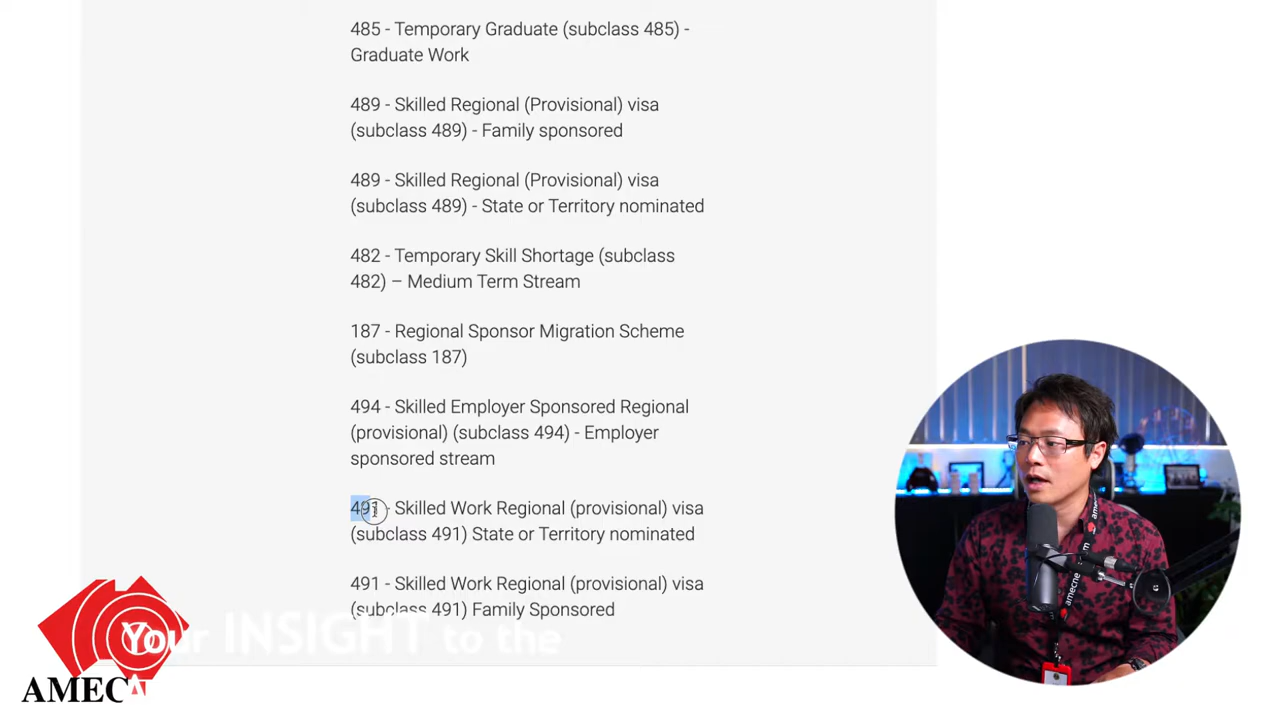 485 - Temporary Graduate (subclass 485) -
Graduate Work
489 - Skilled Regional (Provisional) visa
(subclass 489) - Family sponsored
489 - Skilled Regional (Provisional) visa
(subclass 489) - State or Territory nominated
482 - Temporary Skill Shortage (subclass
482) – Medium Term Stream
187 - Regional Sponsor Migration Scheme
(subclass 187)
494 - Skilled Employer Sponsored Regional
(provisional) (subclass 494) - Employer
sponsored stream
491 - Skilled Work Regional (provisional) visa
(subclass 491) State or Territory nominated
491 - Skilled Work Regional (provisional) visa
(subclass 491) Family Sponsored
Your INSIGHT to the
AMEC